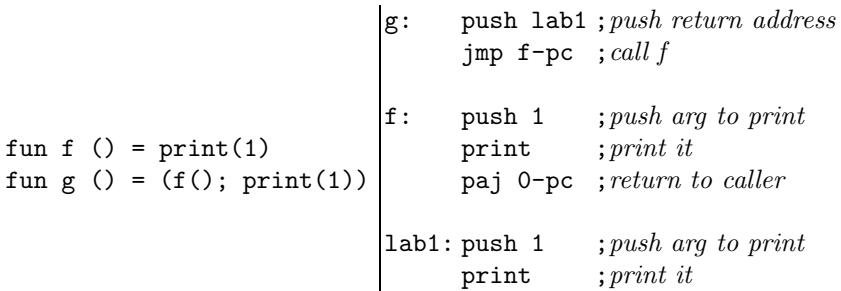 fun f () = print(1)
fun g () = (f(); print(1))
g: push lab1 ;push return address
jmp f-pc ;call f
f: push 1 ;push arg to print
print ;print it
paj 0-pc ;return to caller
lab1: push 1 ;push arg to print
print ;print it